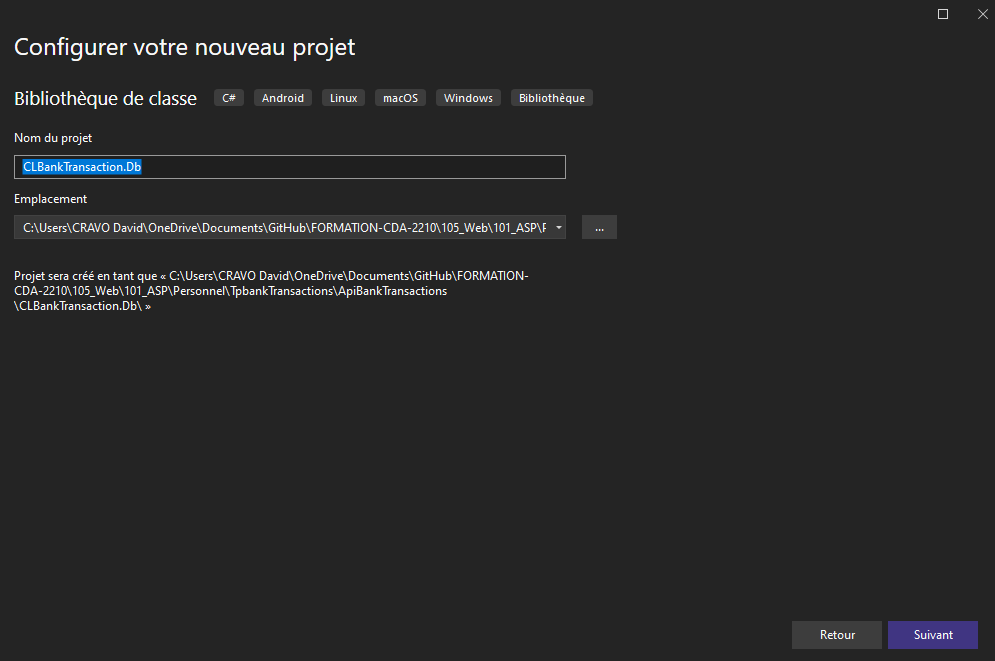 Configurer votre nouveau projet
Bibliothèque de classe C# Android Linux macOS Windows Bibliothèque
Nom du projet
CLBankTransaction.Db
Emplacement
C:\Users\CRAVO David\OneDrive\Documents\GitHub\FORMATION-CDA-2210\105_Web\101_ASP\F ...
Projet sera créé en tant que « C:\Users\CRAVO David\OneDrive\Documents\GitHub\FORMATION-
CDA-2210\105_Web\101_ASP\Personnel\TpbankTransactions\ApiBankTransactions
\CLBankTransaction.Db\ »
Retour Suivant